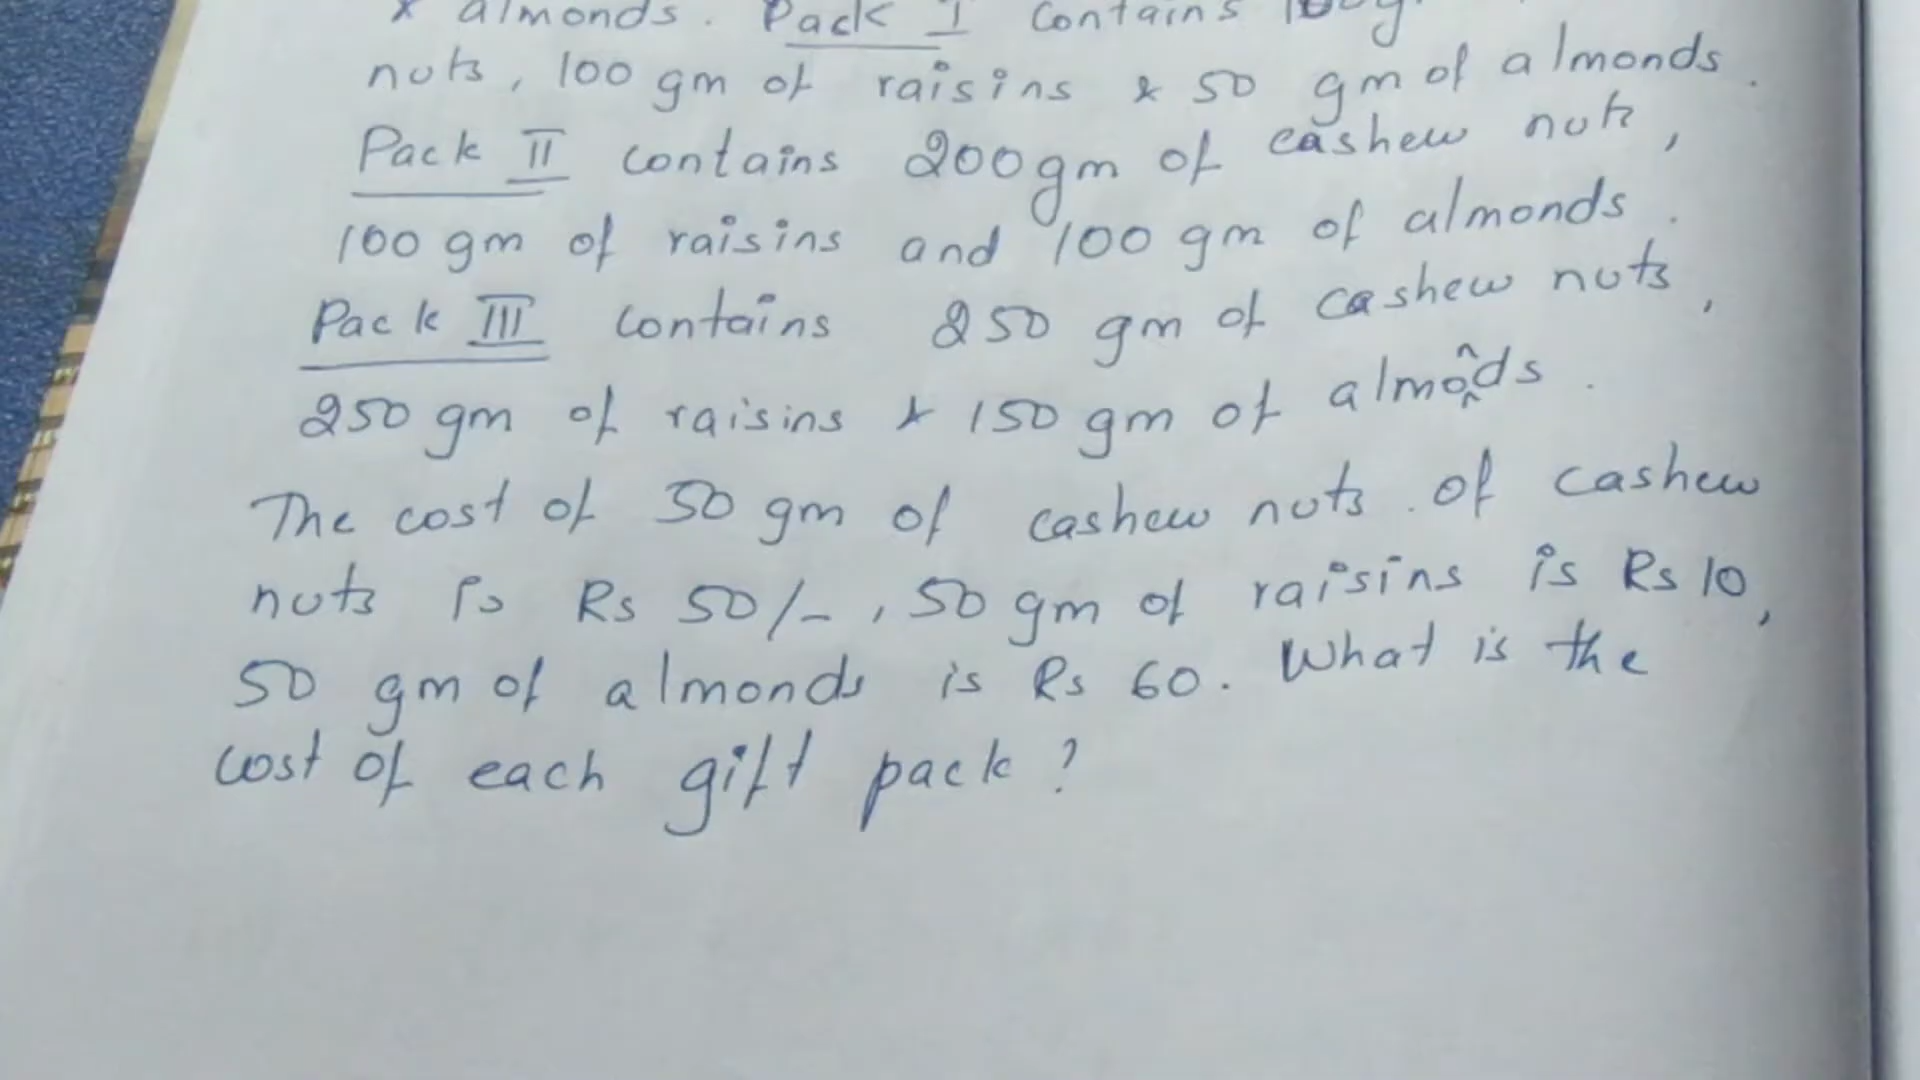 & almonds. Pack I contains 100g
nuts, 100 gm of raisins & 50 gm of almonds.
Pack II contains 200gm of cashew nuts,
100 gm of raisins and 100 gm of almonds.
Pack III contains 250 gm of cashew nuts,
250 gm of raisins & 150 gm of almonds.
The cost of 50 gm of cashew nuts. of cashew
nuts is Rs 50/-, 50 gm of raisins is Rs 10,
50 gm of almonds is Rs 60. What is the
cost of each gift pack?